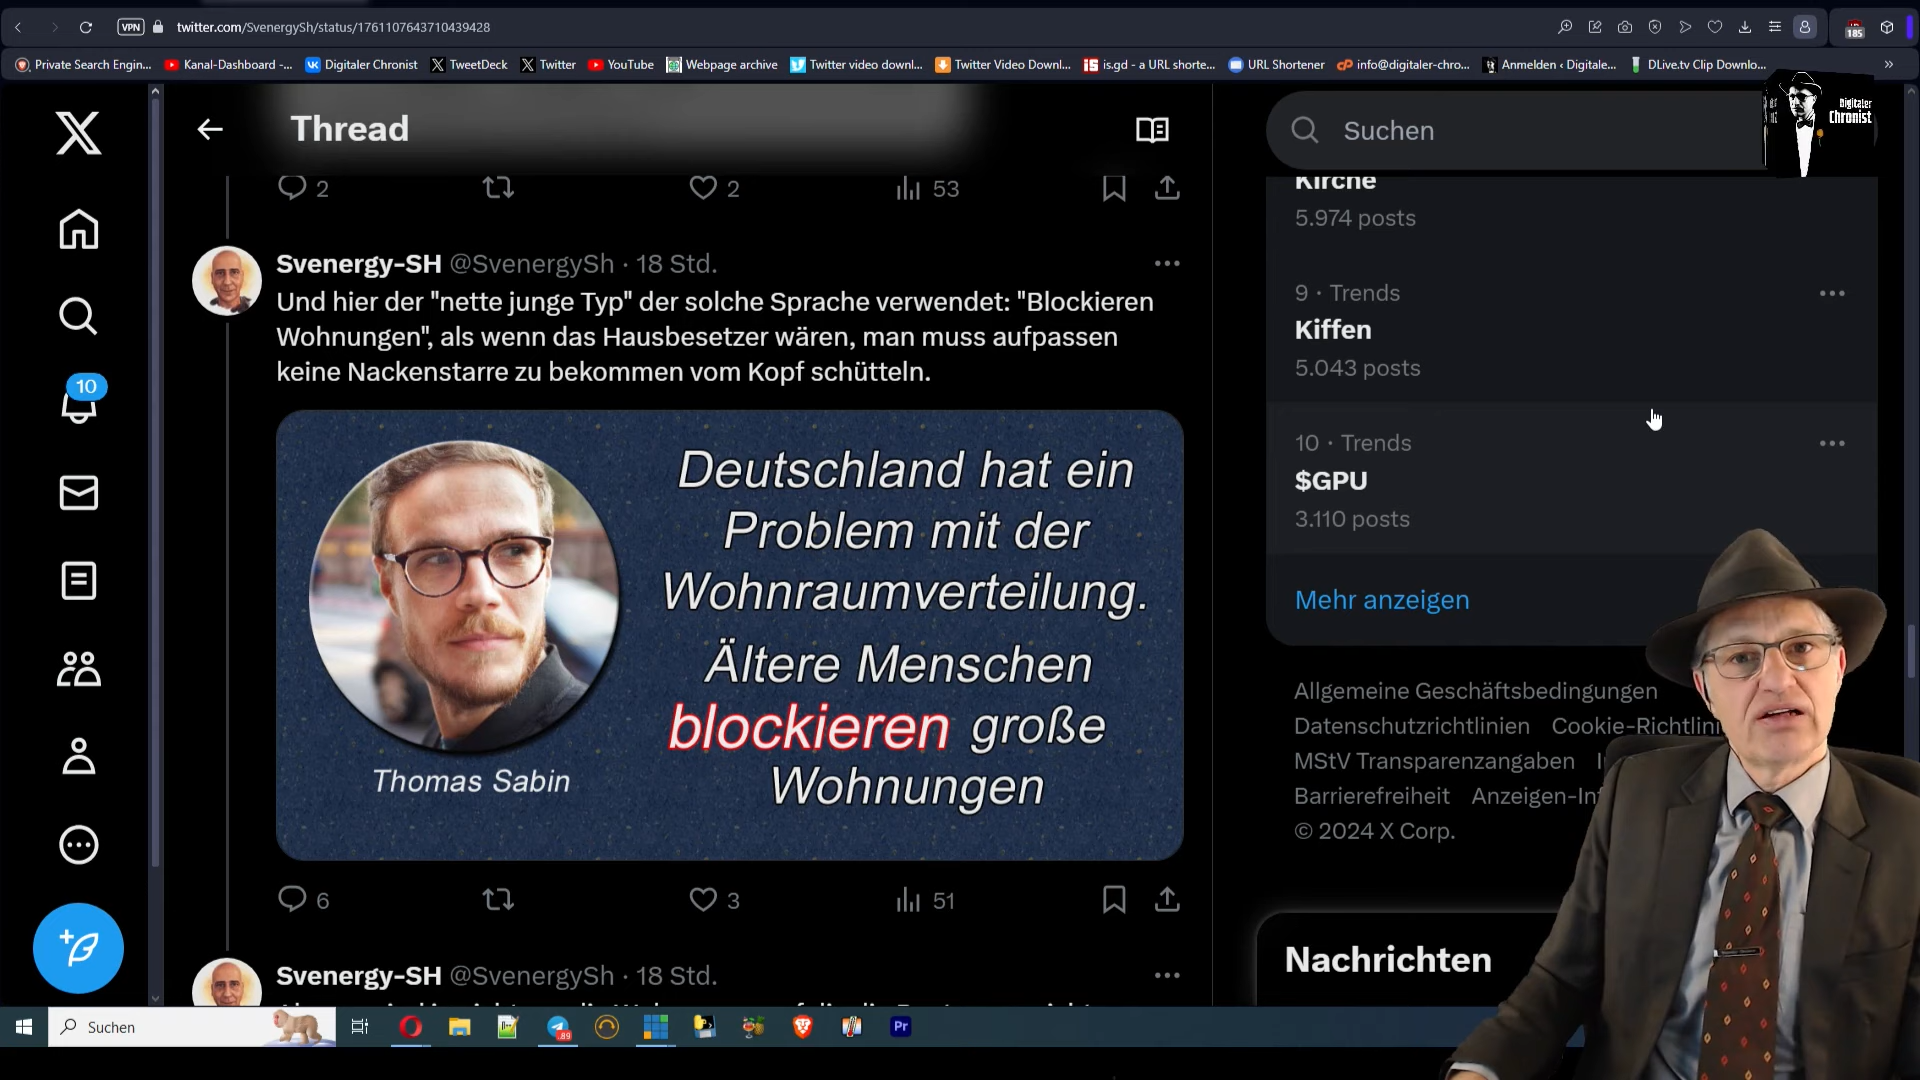 VPN
twitter.com/SvenergySh/status/1761107643710439428
185
Private Search Engin...
Kanal-Dashboard -...
Digitaler Chronist
TweetDeck
Twitter
YouTube
Webpage archive
Twitter video downl...
Twitter Video Downl...
is.gd - a URL shorte...
URL Shortener
info@digitaler-chro...
Anmelden ‹ Digitale...
DLive.tv Clip Downlo...
Thread
Suchen
Digitaler
Chronist
2
2
53
Kirche
5.974 posts
Svenergy-SH @SvenergySh · 18 Std.
Und hier der "nette junge Typ" der solche Sprache verwendet: "Blockieren
Wohnungen", als wenn das Hausbesetzer wären, man muss aufpassen
keine Nackenstarre zu bekommen vom Kopf schütteln.
9 · Trends
Kiffen
5.043 posts
10
10 · Trends
$GPU
3.110 posts
Mehr anzeigen
Deutschland hat ein
Problem mit der
Wohnraumverteilung.
Ältere Menschen
blockieren große
Wohnungen
Thomas Sabin
Allgemeine Geschäftsbedingungen
Datenschutzrichtlinien Cookie-Richtlini
MStV Transparenzangaben
Barrierefreiheit Anzeigen-In
© 2024 X Corp.
6
3
51
Nachrichten
Svenergy-SH @SvenergySh · 18 Std.
Suchen
89
Pr